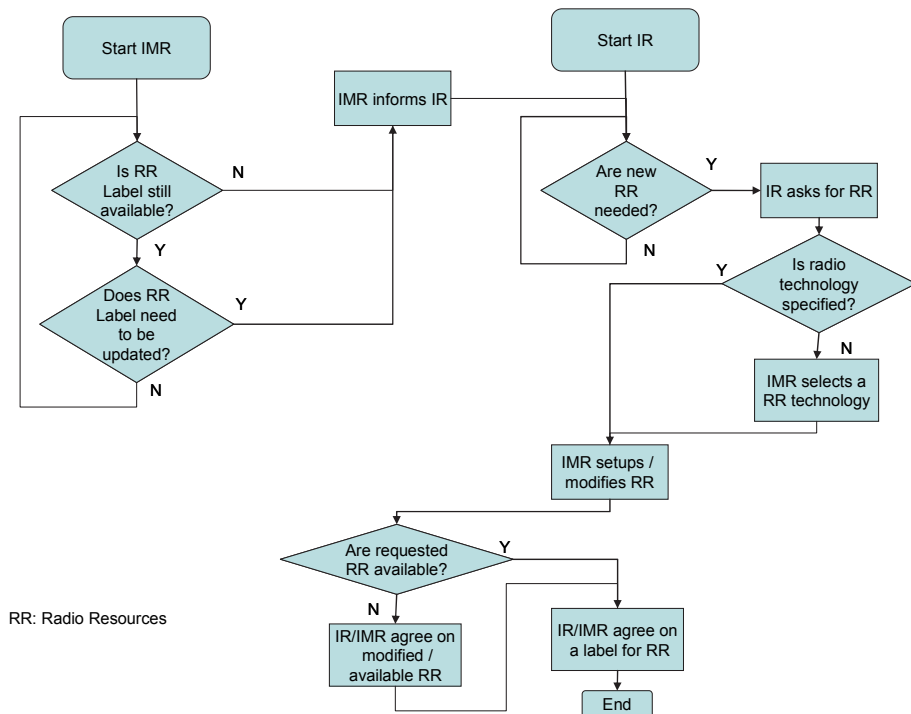 Start IMR
Start IR
IMR informs IR
Is RR
Label still
available?
N
Y
Does RR
Label need
to be
updated?
Y
N
Are new
RR
needed?
Y
N
IR asks for RR
Is radio
technology
specified?
Y
N
IMR selects a
RR technology
IMR setups /
modifies RR
Are requested
RR available?
Y
N
IR/IMR agree on
modified /
available RR
IR/IMR agree on
a label for RR
End
RR: Radio Resources